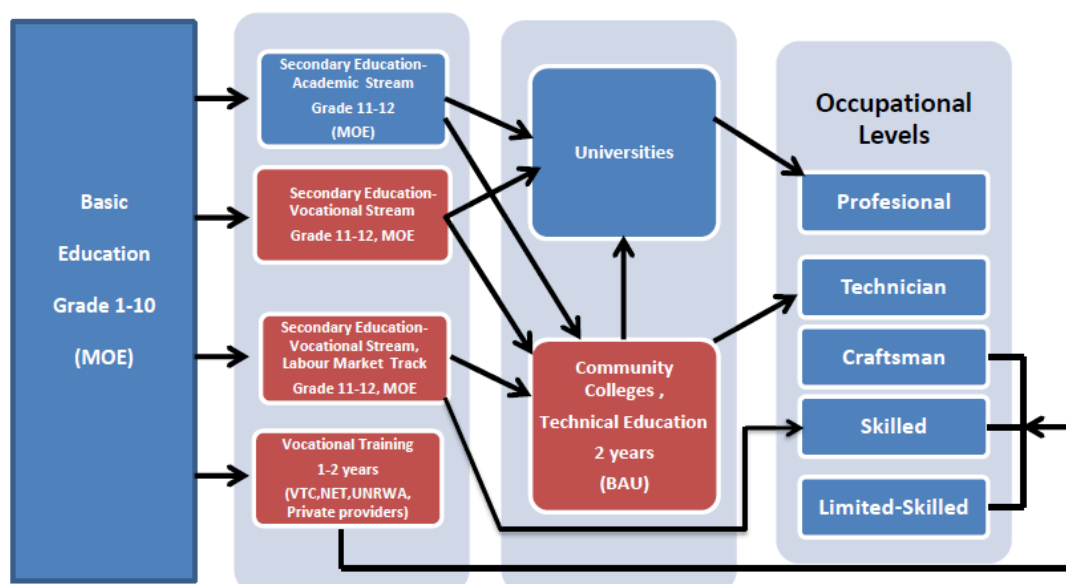 Basic
Education
Grade 1-10
(MOE)
Secondary Education-
Academic Stream
Grade 11-12
(MOE)
Secondary Education-
Vocational Stream
Grade 11-12, MOE
Secondary Education-
Vocational Stream,
Labour Market Track
Grade 11-12, MOE
Vocational Training
1-2 years
(VTC,NET,UNRWA,
Private providers)
Universities
Community
Colleges ,
Technical Education
2 years
(BAU)
Occupational
Levels
Profesional
Technician
Craftsman
Skilled
Limited-Skilled